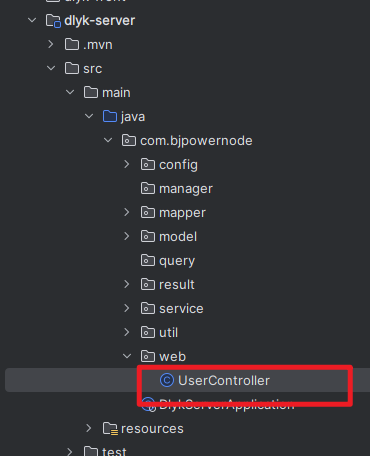 dlyk-server
.mvn
src
main
java
com.bjpowernode
config
manager
mapper
model
query
result
service
util
web
UserController
DlykServerApplication
resources
test